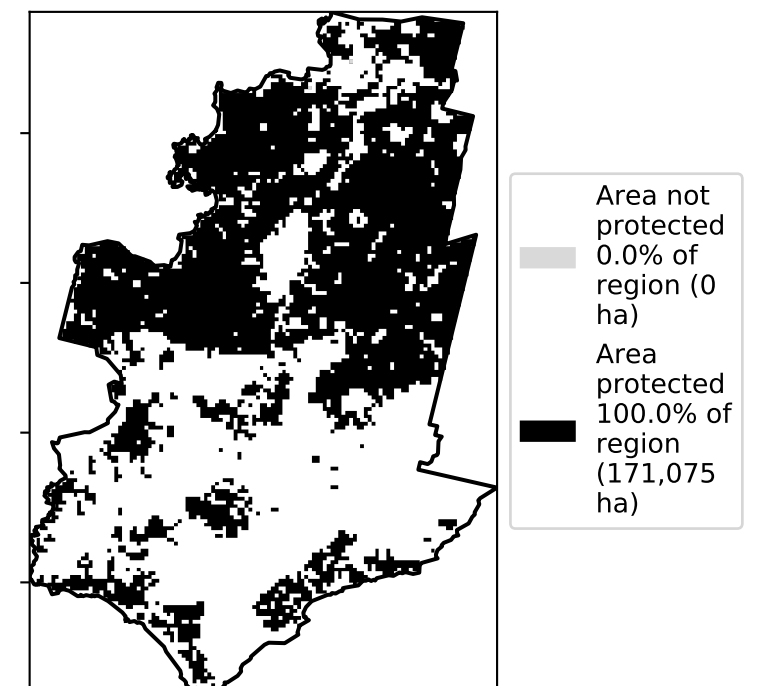 Area not
protected
0.0% of
region (0
ha)
Area
protected
100.0% of
region
(171,075
ha)